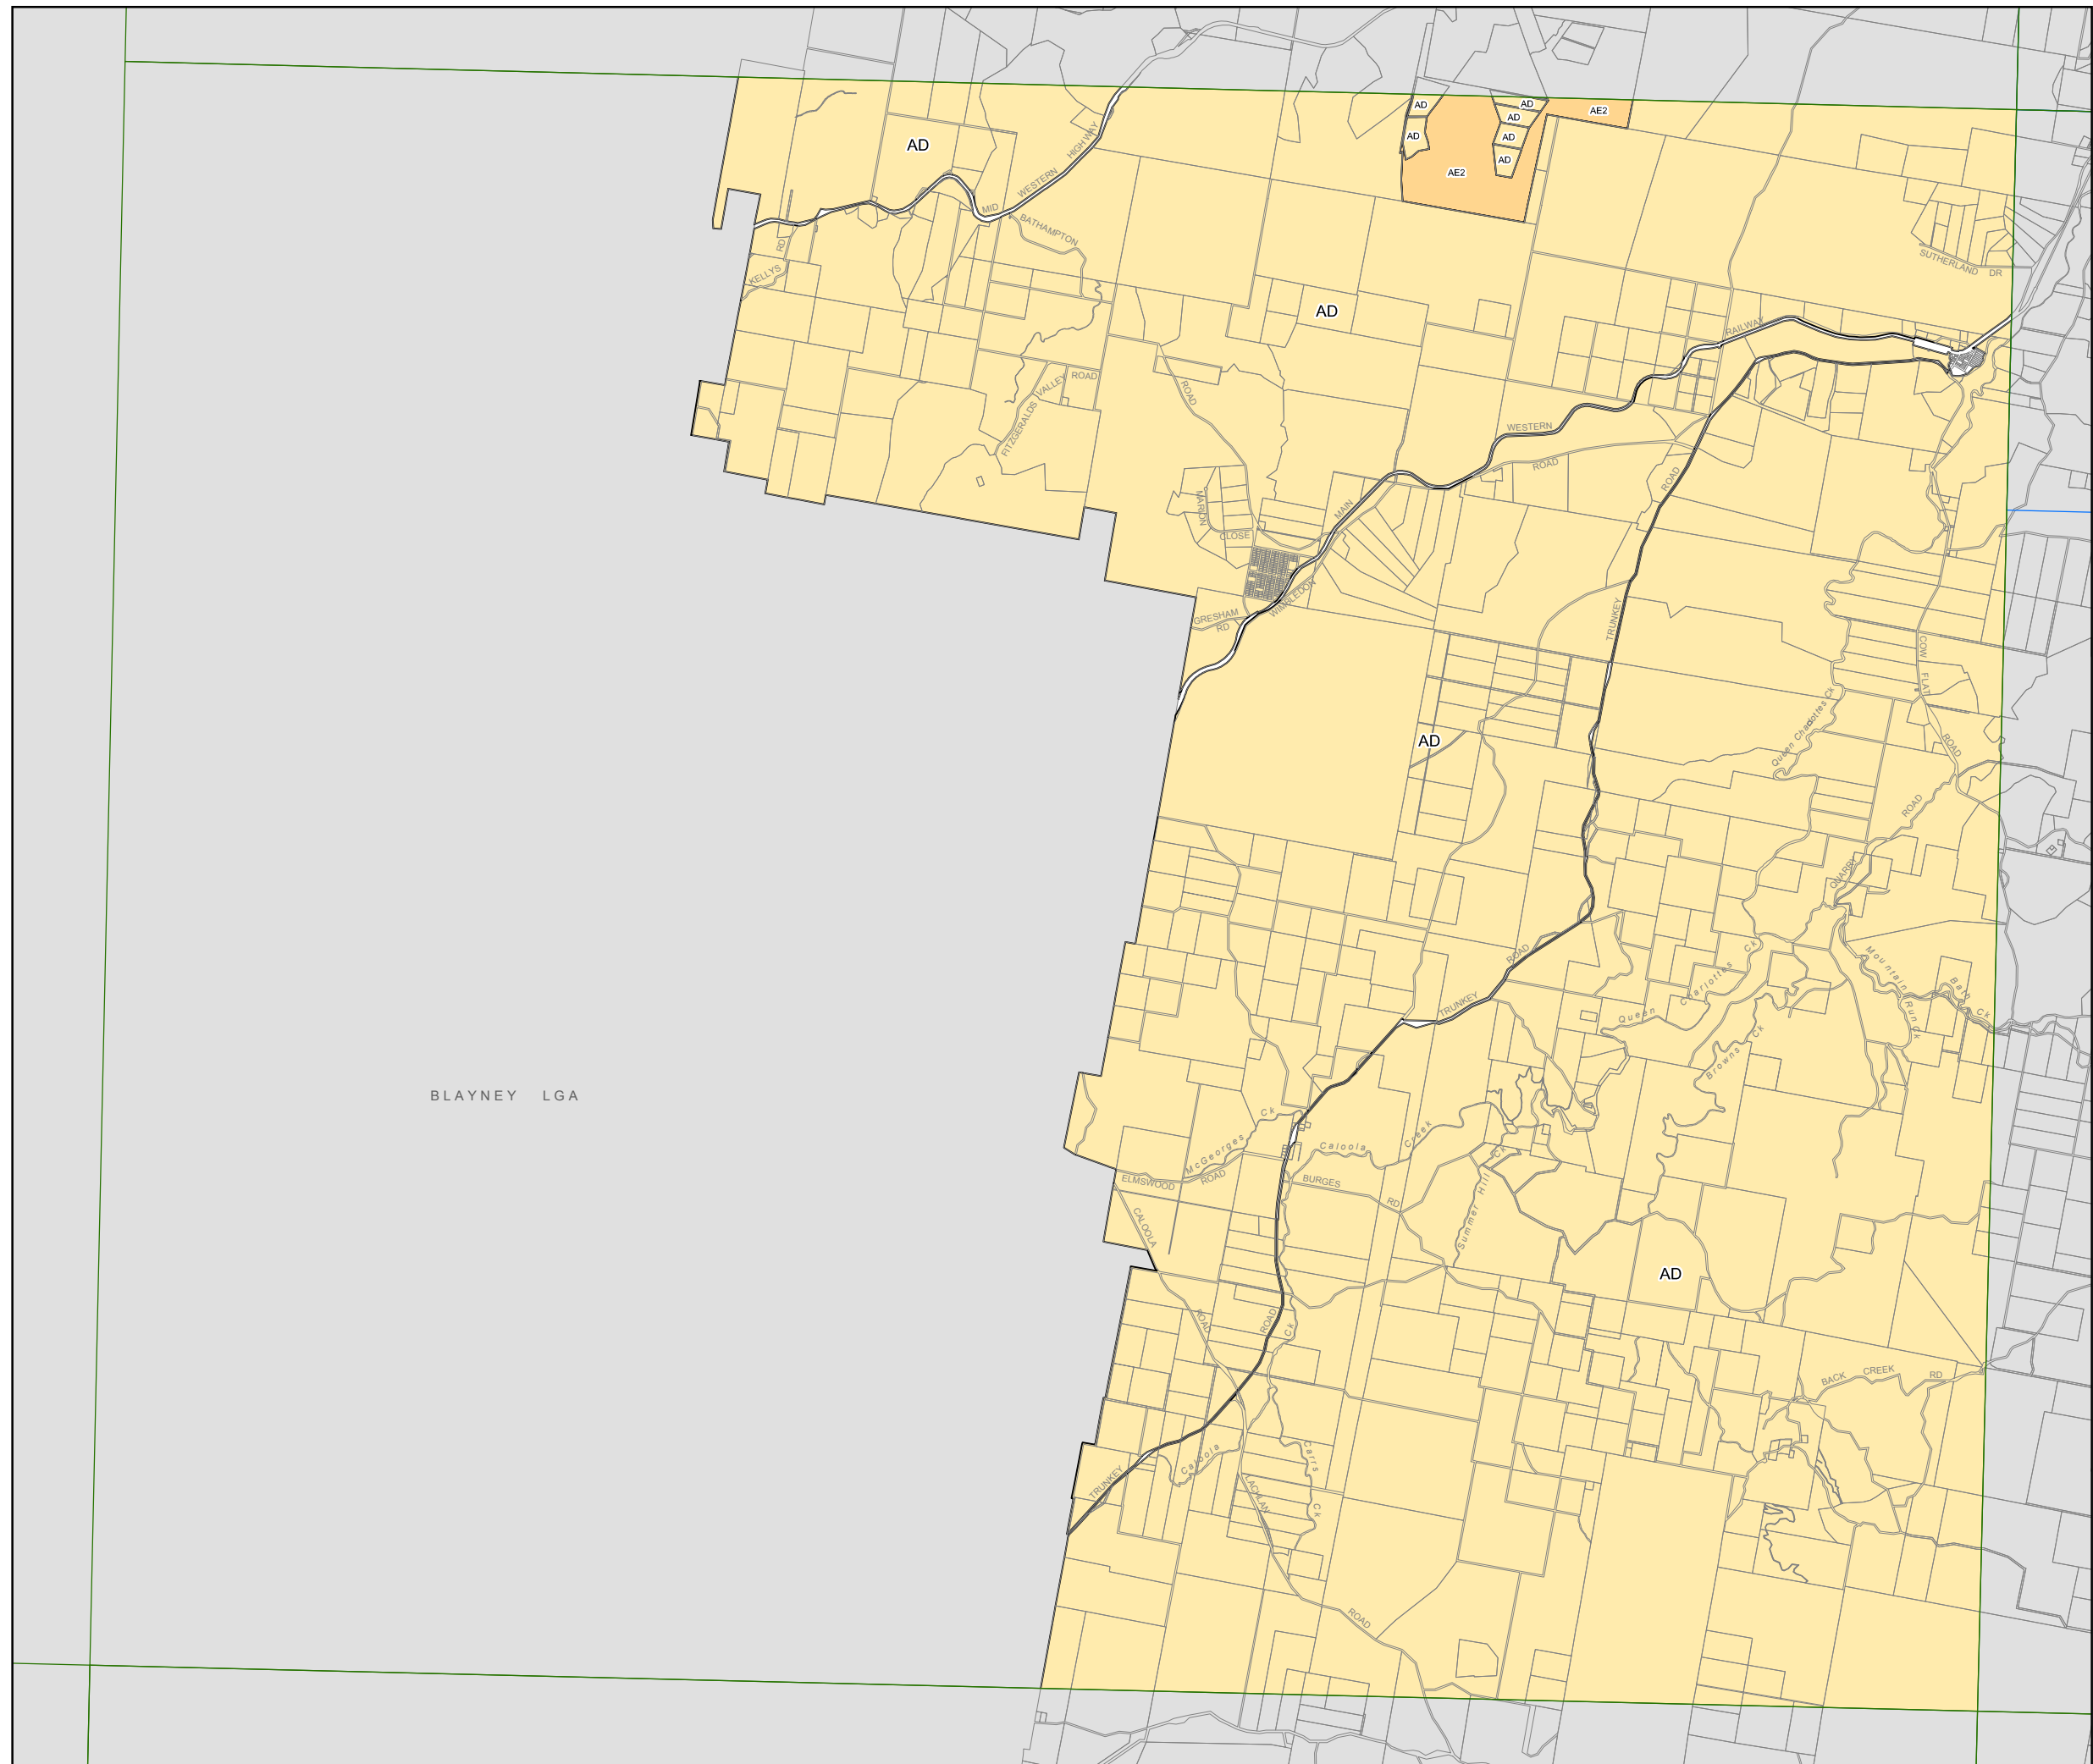 AD
AD
AE2
AD
AD
AD
AD
AD
AE2
HIGHWAY
WESTERN
MID
BATHAMPTON
RD
KELLYS
SUTHERLAND DR
AD
RAILWAY
VALLEY ROAD
FITZGERALDS
ROAD
WESTERN
ROAD
ROAD
MARION
CLOSE
MAIN
WIMBLEDON
GRESHAM
RD
TRUNKEY
COW
FLAT
ROAD
Queen Charlottes Ck
AD
ROAD
QUARRY
ROAD
TRUNKEY
Queen Charlottes Ck
Mountain Run Ck
Bath Ck
Browns Ck
BLAYNEY LGA
McGeorges Ck
Caloola Creek
ELMSWOOD ROAD
BURGES
RD
Summer Hill Ck
CALOOLA
ROAD
AD
ROAD
Ck
BACK CREEK RD
Caloola
TRUNKEY
Carrs Ck
LACHLAN
ROAD